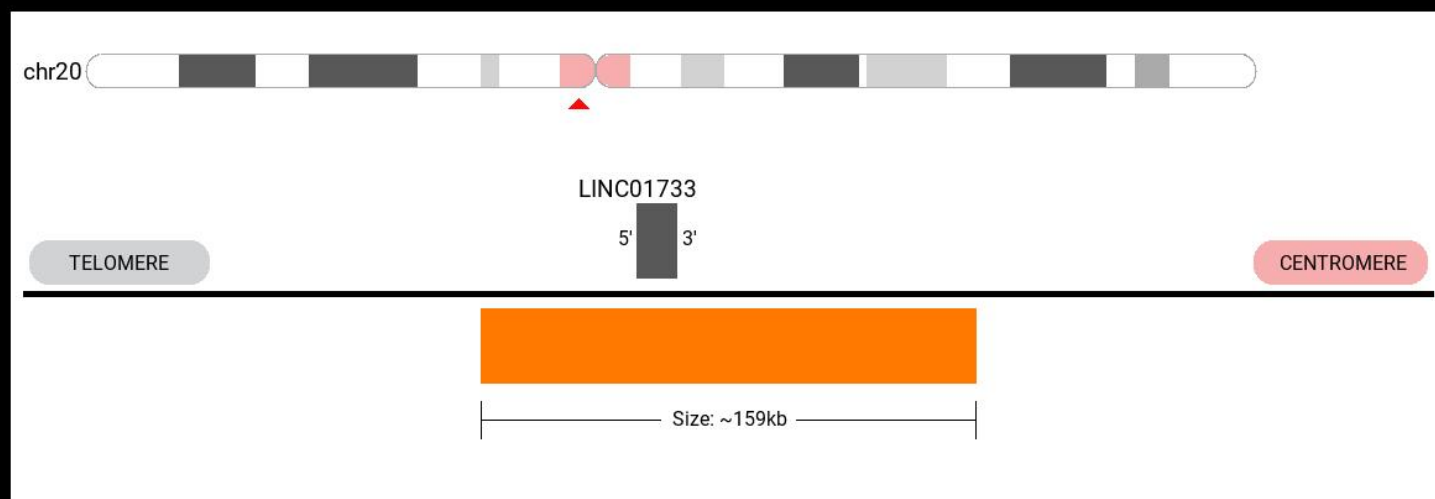 chr20
LINC01733
5' 3'
TELOMERE CENTROMERE
Size: ~159kb